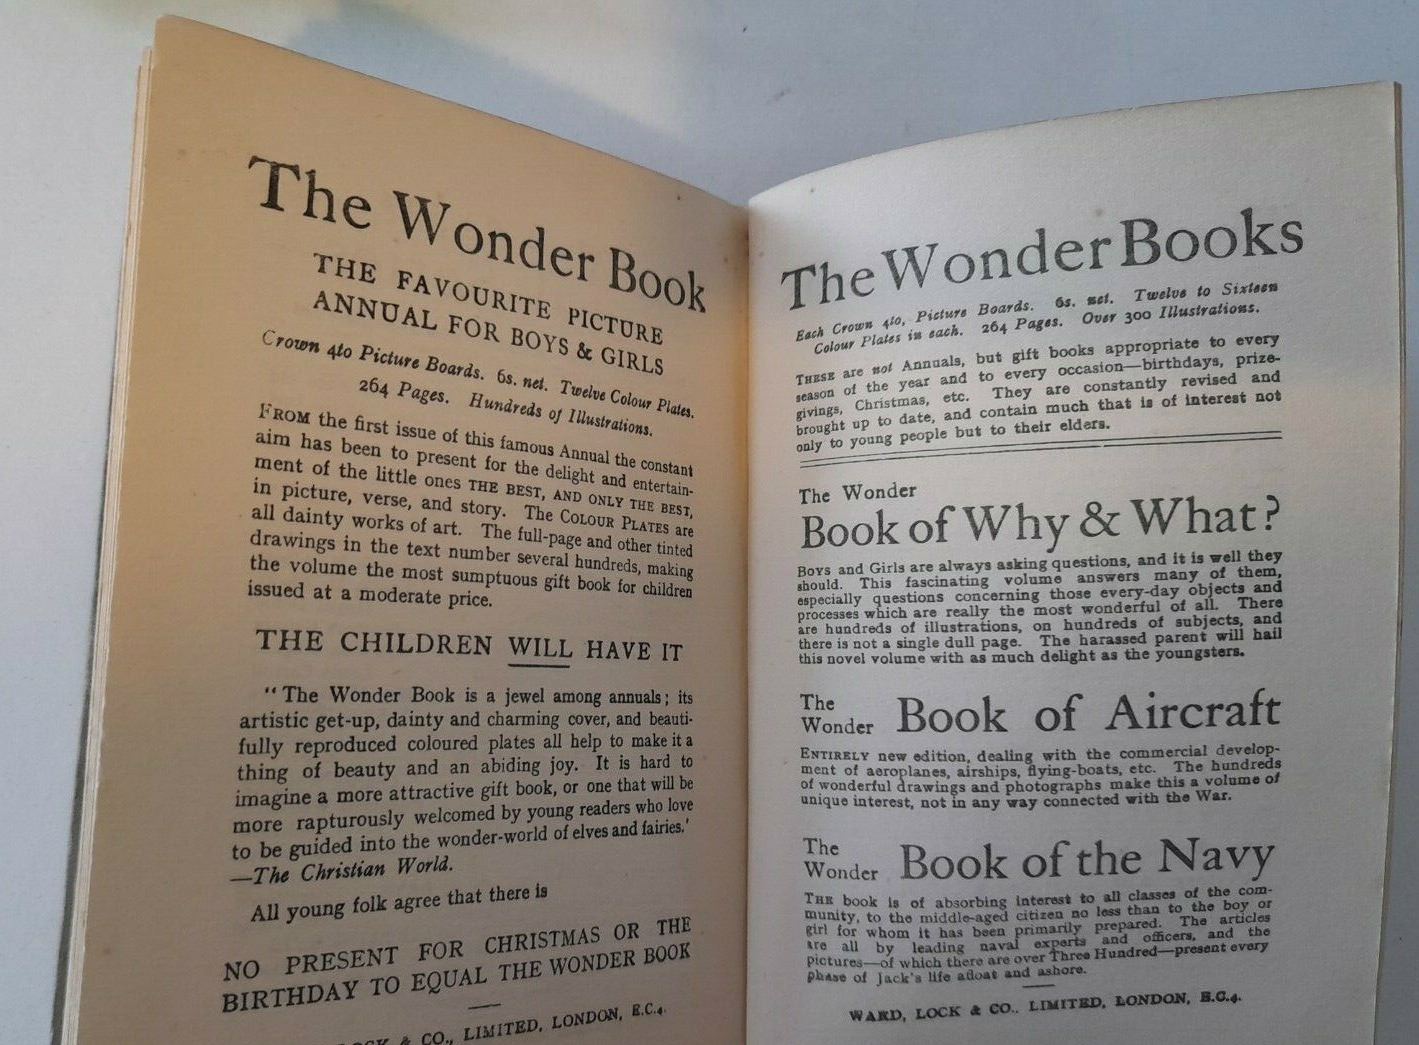 The Wonder Book
THE FAVOURITE PICTURE
ANNUAL FOR BOYS & GIRLS
Crown 4to Picture Boards. 6s. net. Twelve Colour Plates.
264 Pages. Hundreds of Illustrations.
FROM the first issue of this famous Annual the constant
aim has been to present for the delight and entertain-
ment of the little ones THE BEST, AND ONLY THE BEST,
in picture, verse, and story. The COLOUR PLATES are
all dainty works of art. The full-page and other tinted
drawings in the text number several hundreds, making
the volume the most sumptuous gift book for children
issued at a moderate price.
THE CHILDREN WILL HAVE IT
"The Wonder Book is a jewel among annuals; its
artistic get-up, dainty and charming cover, and beauti-
fully reproduced coloured plates all help to make it a
thing of beauty and an abiding joy. It is hard to
imagine a more attractive gift book, or one that will be
more rapturously welcomed by young readers who love
to be guided into the wonder-world of elves and fairies.'
—The Christian World.
All young folk agree that there is
NO PRESENT FOR CHRISTMAS OR THE
BIRTHDAY TO EQUAL THE WONDER BOOK
LOCK & CO., LIMITED, LONDON, E.C.4.
The Wonder Books
Each Crown 4to, Picture Boards. 6s. net. Twelve to Sixteen
Colour Plates in each. 264 Pages. Over 300 Illustrations.
THESE are not Annuals, but gift books appropriate to every
season of the year and to every occasion—birthdays, prize-
givings, Christmas, etc. They are constantly revised and
brought up to date, and contain much that is of interest not
only to young people but to their elders.
The Wonder
Book of Why & What?
Boys and Girls are always asking questions, and it is well they
should. This fascinating volume answers many of them,
especially questions concerning those every-day objects and
processes which are really the most wonderful of all. There
are hundreds of illustrations, on hundreds of subjects, and
there is not a single dull page. The harassed parent will hail
this novel volume with as much delight as the youngsters.
The
Wonder Book of Aircraft
ENTIRELY new edition, dealing with the commercial develop-
ment of aeroplanes, airships, flying-boats, etc. The hundreds
of wonderful drawings and photographs make this a volume of
unique interest, not in any way connected with the War.
The
Wonder Book of the Navy
THE book is of absorbing interest to all classes of the com-
munity, to the middle-aged citizen no less than to the boy or
girl for whom it has been primarily prepared. The articles
are all by leading naval experts and officers, and the
pictures—of which there are over Three Hundred—present every
phase of Jack's life afloat and ashore.
WARD, LOCK & CO., LIMITED, LONDON, E.C.4.